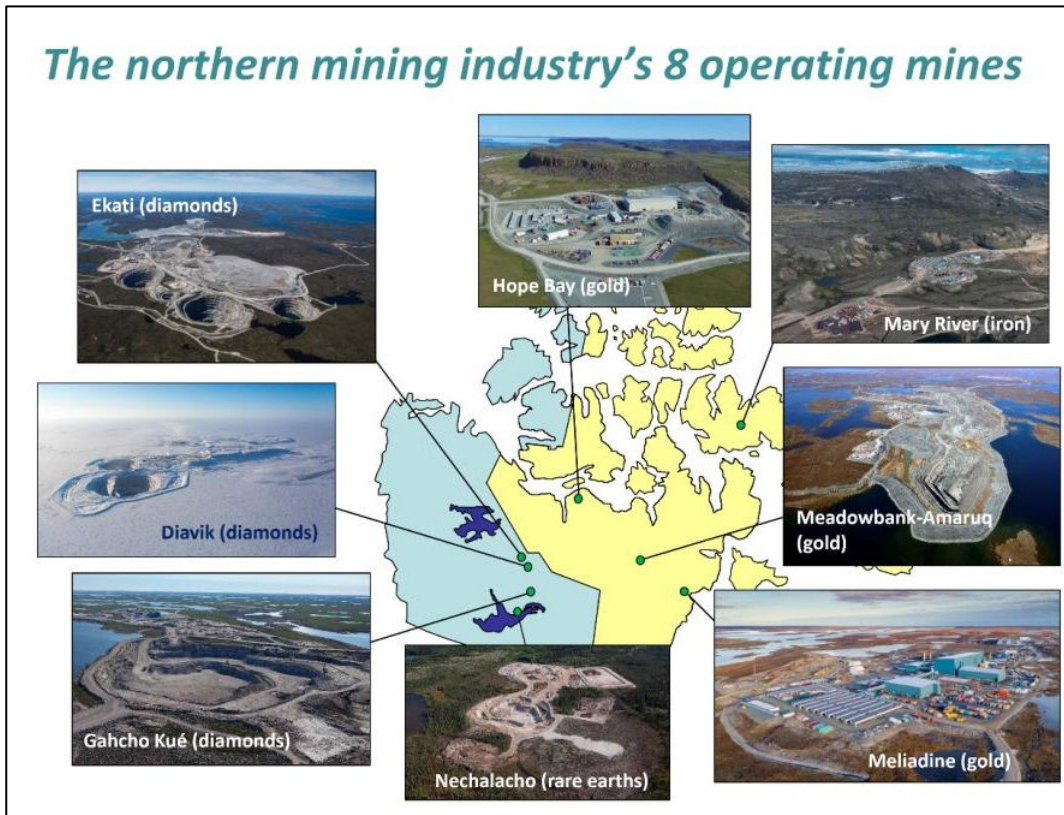 The northern mining industry's 8 operating mines
Ekati (diamonds)
Hope Bay (gold)
Mary River (iron)
Diavik (diamonds)
Meadowbank-Amaruq
(gold)
Gahcho Kué (diamonds)
Nechalacho (rare earths)
Meliadine (gold)